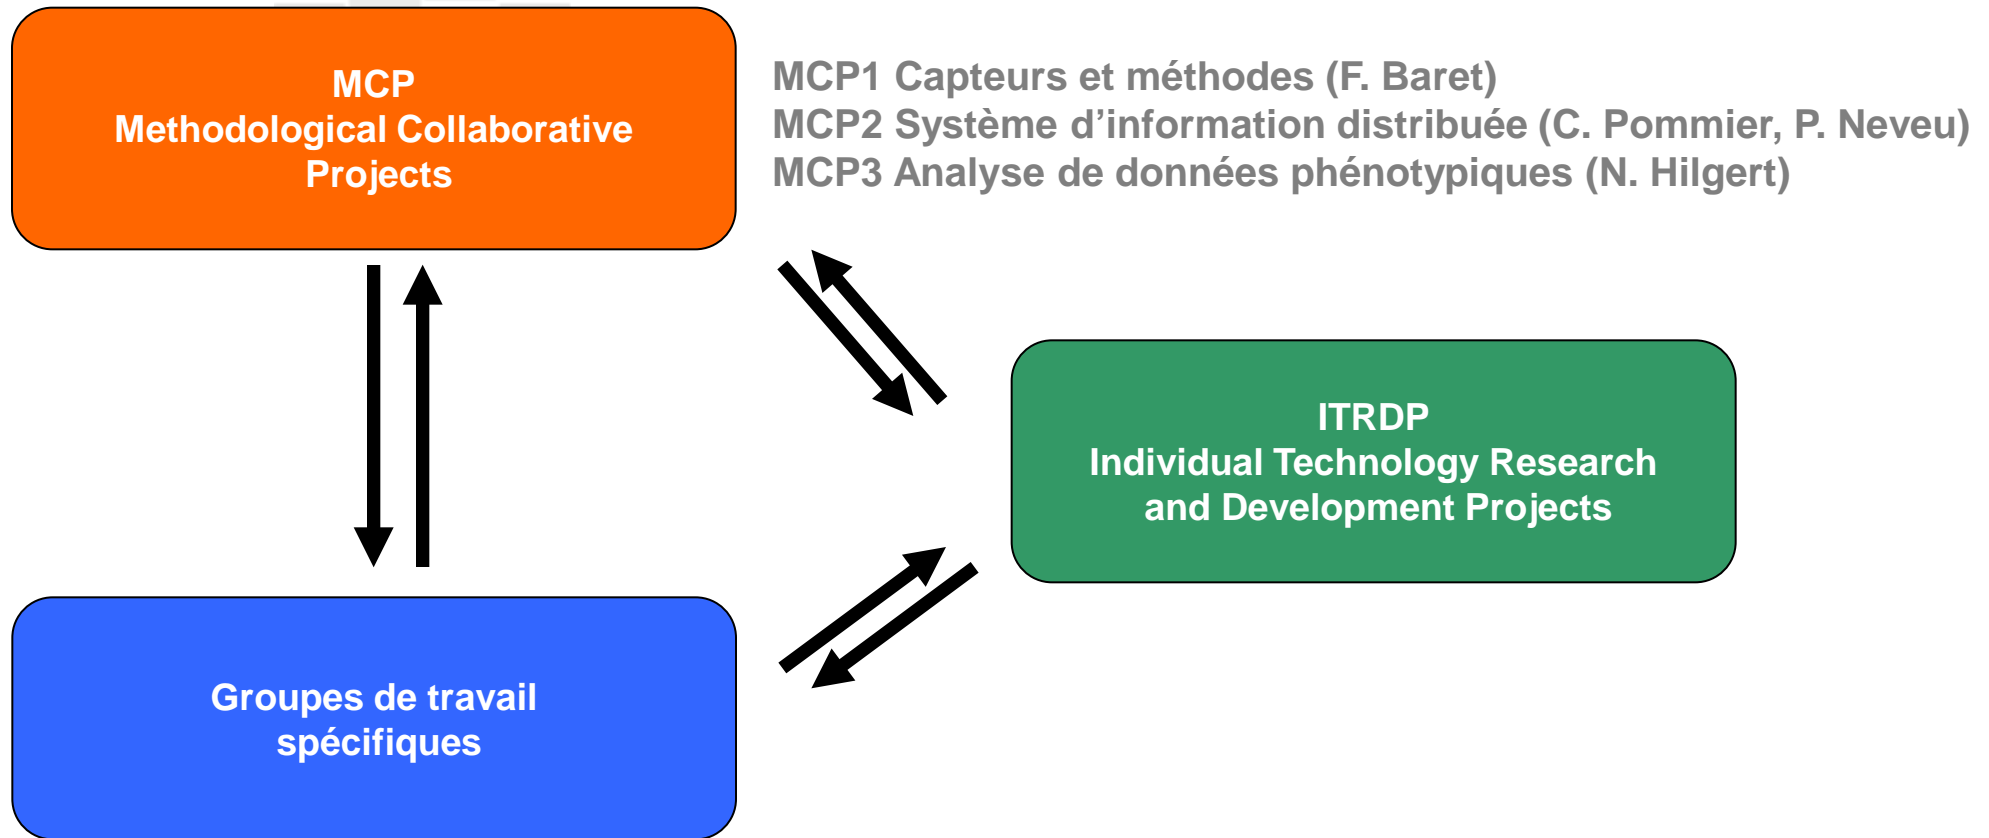 MCP
Methodological Collaborative
Projects
MCP1 Capteurs et méthodes (F. Baret)
MCP2 Système d’information distribuée (C. Pommier, P. Neveu)
MCP3 Analyse de données phénotypiques (N. Hilgert)
ITRDP
Individual Technology Research
and Development Projects
Groupes de travail
spécifiques